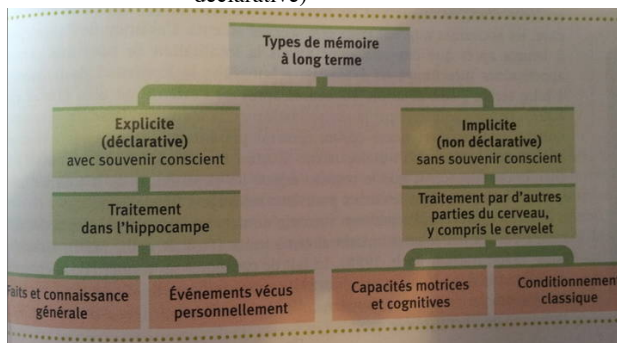 déclarative)
Types de mémoire
à long terme
Explicite
(déclarative)
avec souvenir conscient
Implicite
(non déclarative)
sans souvenir conscient
Traitement
dans l'hippocampe
Traitement par d'autres
parties du cerveau,
y compris le cervelet
Faits et connaissance
générale
Événements vécus
personnellement
Capacités motrices
et cognitives
Conditionnement
classique